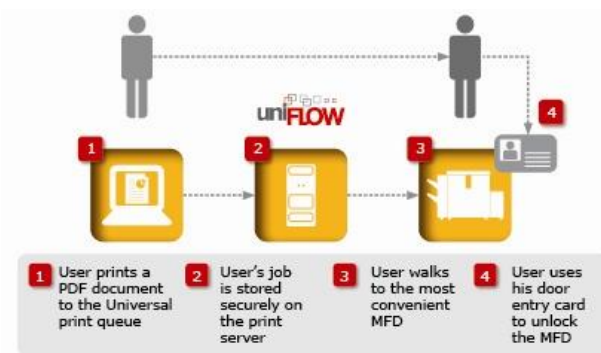 uniFLOW
4
1
2
3
1 User prints a
PDF document
to the Universal
print queue
2 User's job
is stored
securely on
the print
server
3 User walks
to the most
convenient
MFD
4 User uses
his door
entry card
to unlock
the MFD